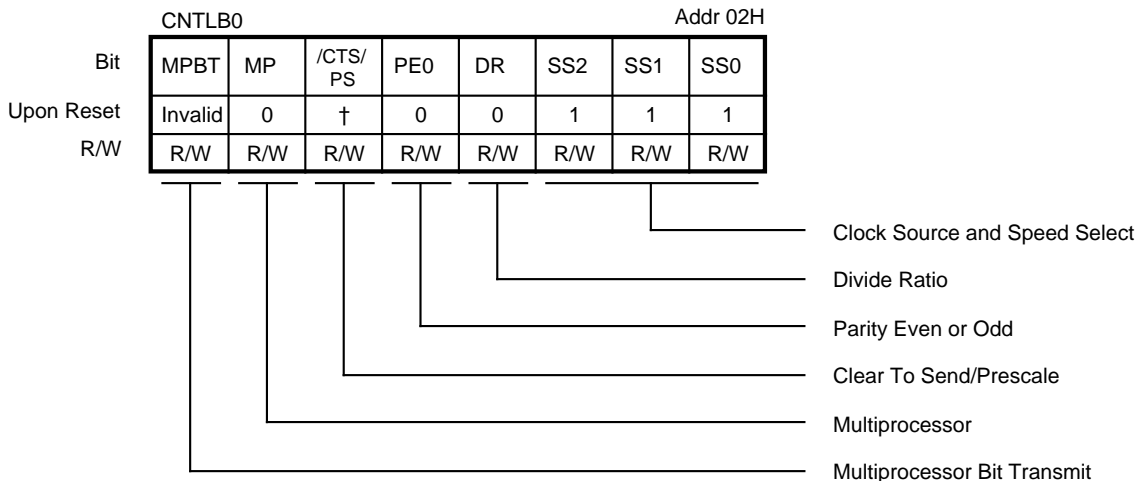 CNTLB0 Addr 02H
Bit MPBT MP /CTS/ PS PE0 DR SS2 SS1 SS0
Upon Reset Invalid 0 † 0 0 1 1 1
R/W R/W R/W R/W R/W R/W R/W R/W R/W
Clock Source and Speed Select
Divide Ratio
Parity Even or Odd
Clear To Send/Prescale
Multiprocessor
Multiprocessor Bit Transmit